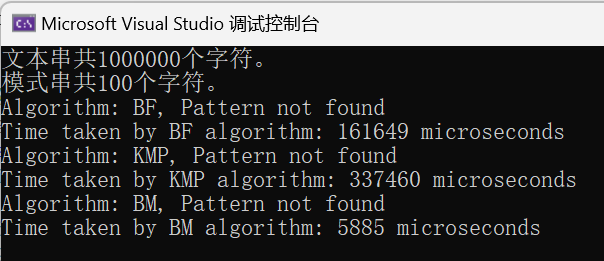 Microsoft Visual Studio 调试控制台
文本串共1000000个字符。
模式串共100个字符。
Algorithm: BF, Pattern not found
Time taken by BF algorithm: 161649 microseconds
Algorithm: KMP, Pattern not found
Time taken by KMP algorithm: 337460 microseconds
Algorithm: BM, Pattern not found
Time taken by BM algorithm: 5885 microseconds